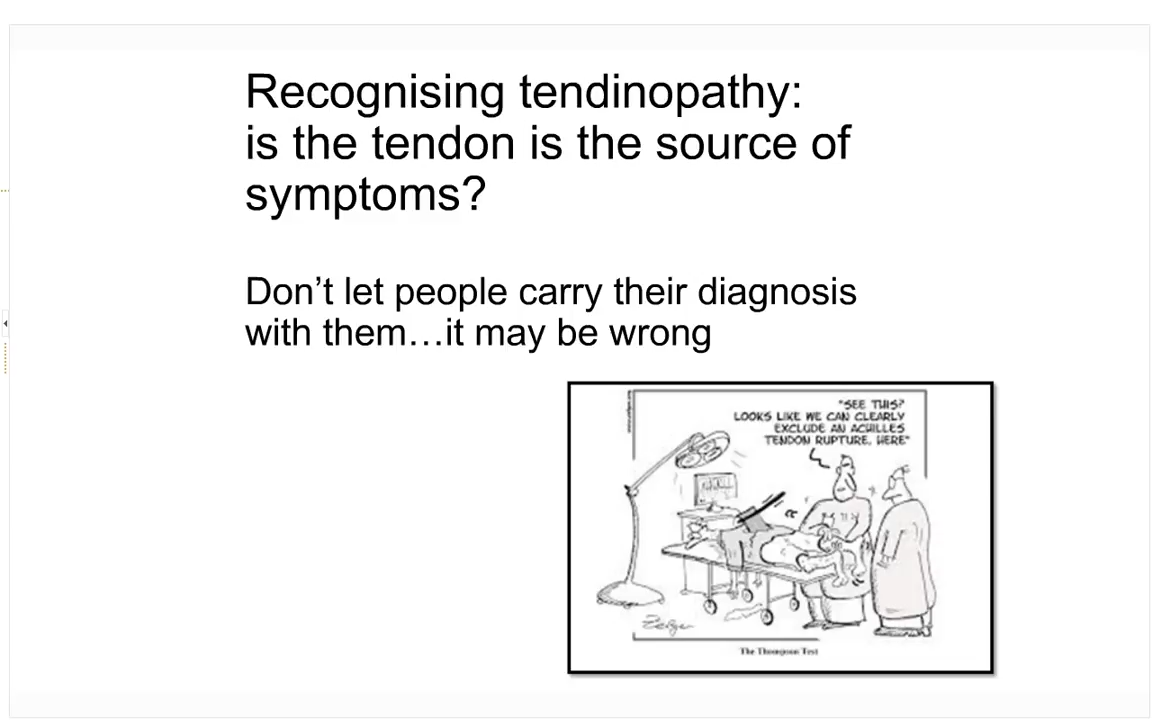 Recognising tendinopathy:
is the tendon is the source of
symptoms?
Don’t let people carry their diagnosis
with them…it may be wrong
"SEE THIS?
LOOKS LIKE WE CAN CLEARLY
EXCLUDE AN ACHILLES
TENDON RUPTURE, HERE"
The Thompson Test